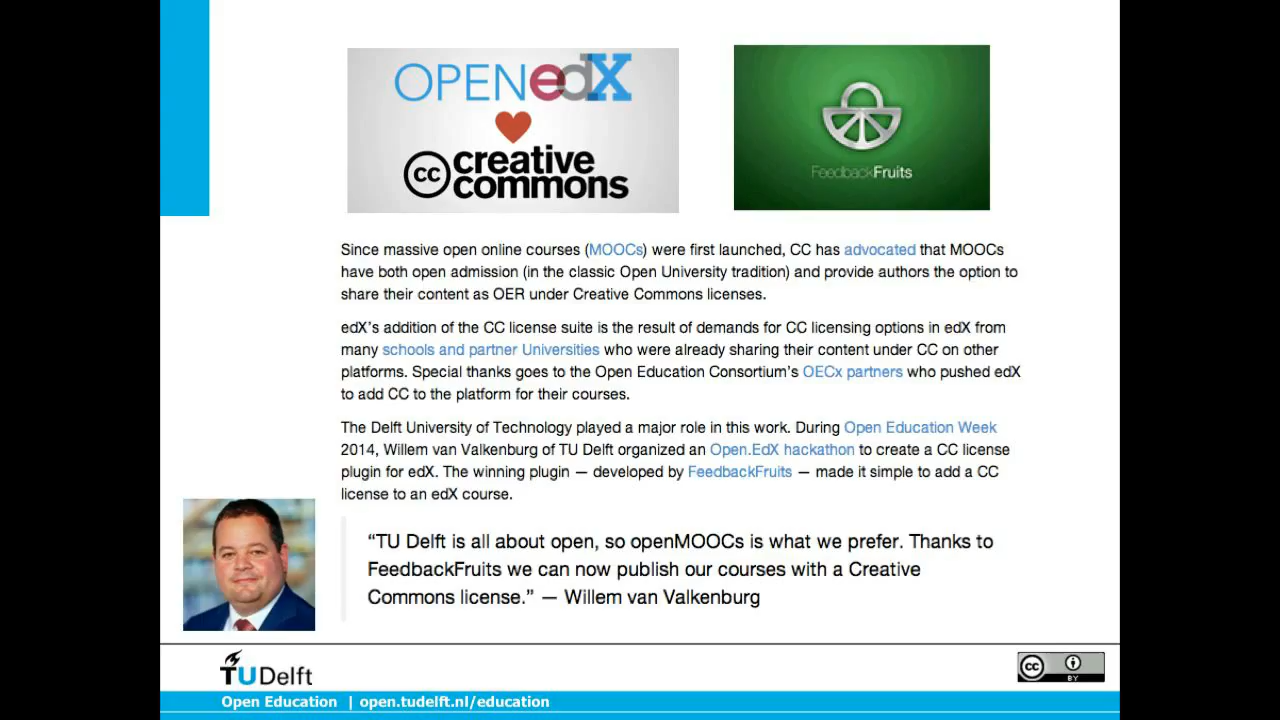 OPENedX
cc creative
commons
FeedbackFruits
Since massive open online courses (MOOCs) were first launched, CC has advocated that MOOCs
have both open admission (in the classic Open University tradition) and provide authors the option to
share their content as OER under Creative Commons licenses.
edX’s addition of the CC license suite is the result of demands for CC licensing options in edX from
many schools and partner Universities who were already sharing their content under CC on other
platforms. Special thanks goes to the Open Education Consortium’s OECx partners who pushed edX
to add CC to the platform for their courses.
The Delft University of Technology played a major role in this work. During Open Education Week
2014, Willem van Valkenburg of TU Delft organized an Open.EdX hackathon to create a CC license
plugin for edX. The winning plugin — developed by FeedbackFruits — made it simple to add a CC
license to an edX course.
“TU Delft is all about open, so openMOOCs is what we prefer. Thanks to
FeedbackFruits we can now publish our courses with a Creative
Commons license.” — Willem van Valkenburg
TUDelft
cc BY
Open Education | open.tudelft.nl/education